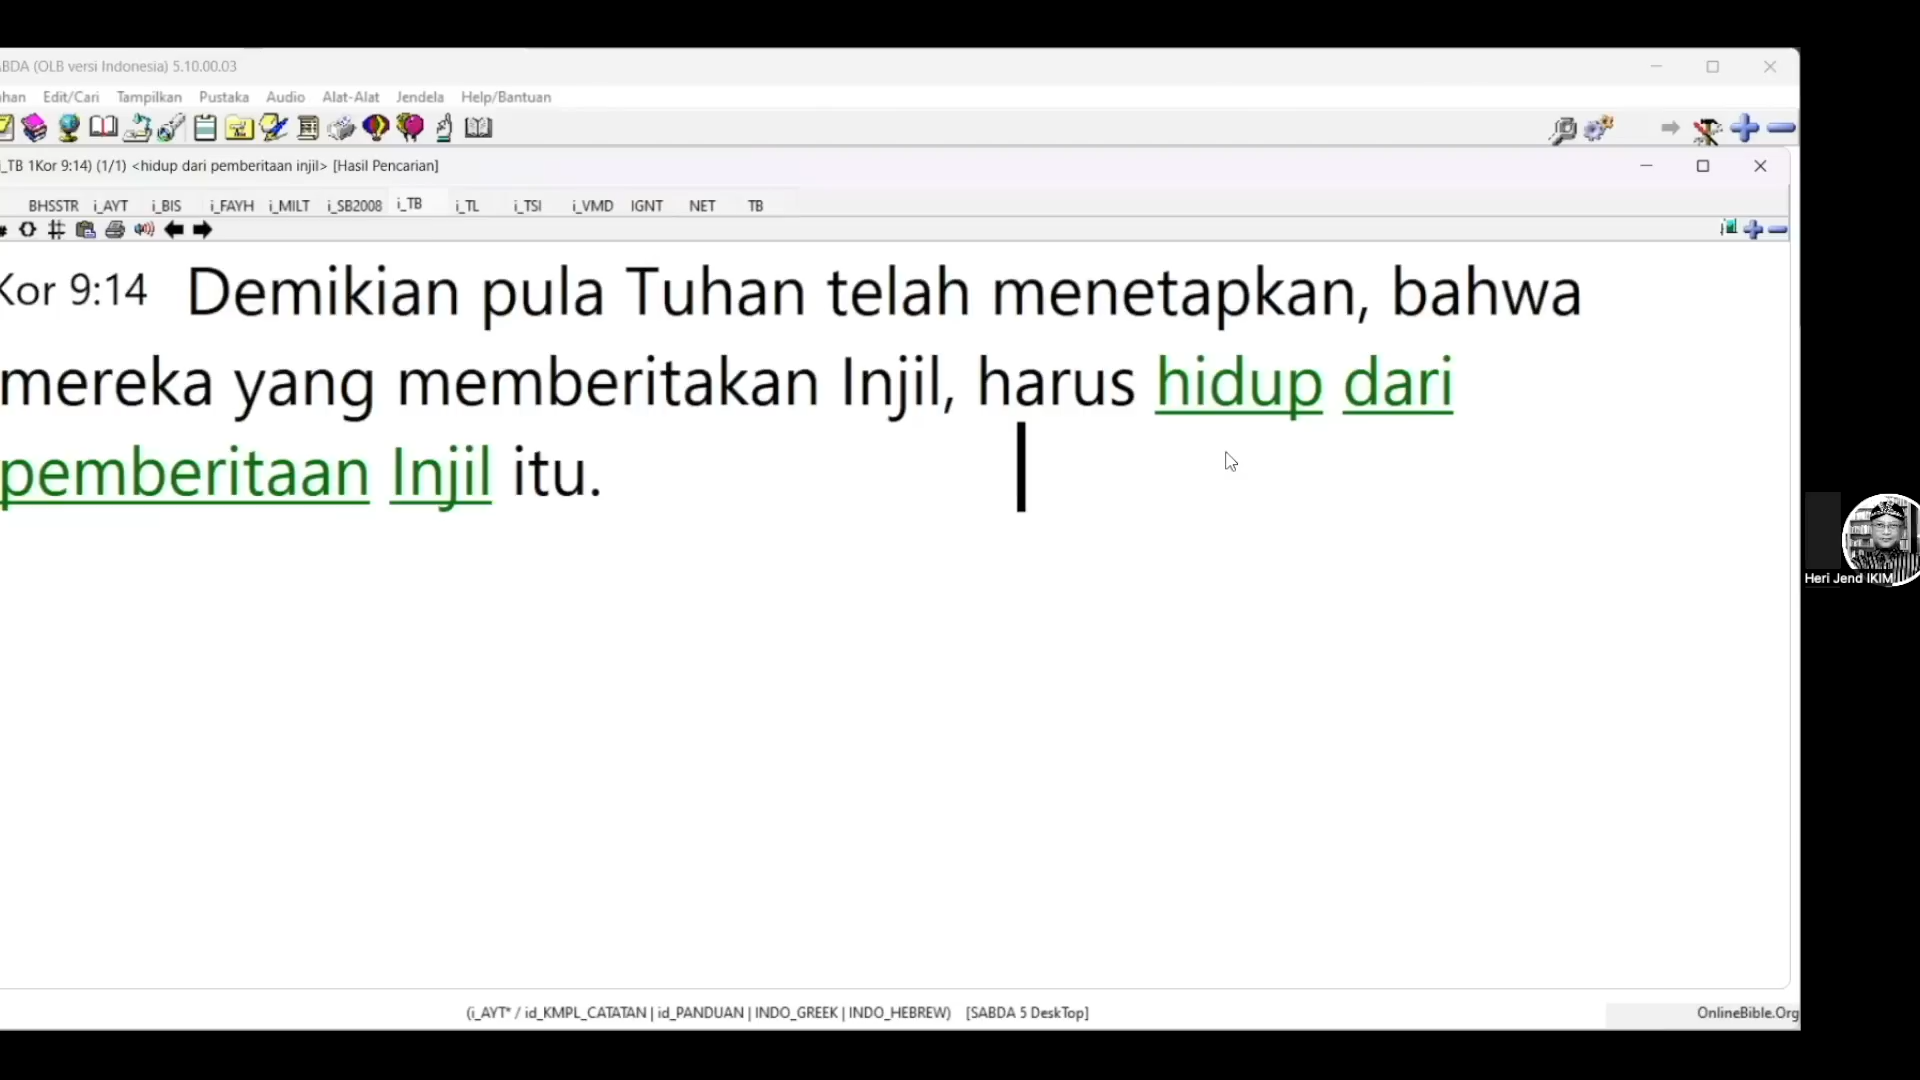 BDA (OLB versi Indonesia) 5.10.00.03
han Edit/Cari Tampilkan Pustaka Audio Alat-Alat Jendela Help/Bantuan
i_TB 1Kor 9:14) (1/1) <hidup dari pemberitaan injil> [Hasil Pencarian]
BHSSTR i_AYT i_BIS i_FAYH i_MILT i_SB2008 i_TB i_TL i_TSI i_VMD IGNT NET TB
Kor 9:14 Demikian pula Tuhan telah menetapkan, bahwa
mereka yang memberitakan Injil, harus hidup dari
pemberitaan Injil itu.
Heri Jend IKIM
(i_AYT* / id_KMPL_CATATAN | id_PANDUAN | INDO_GREEK | INDO_HEBREW) [SABDA 5 DeskTop]
OnlineBible.Org